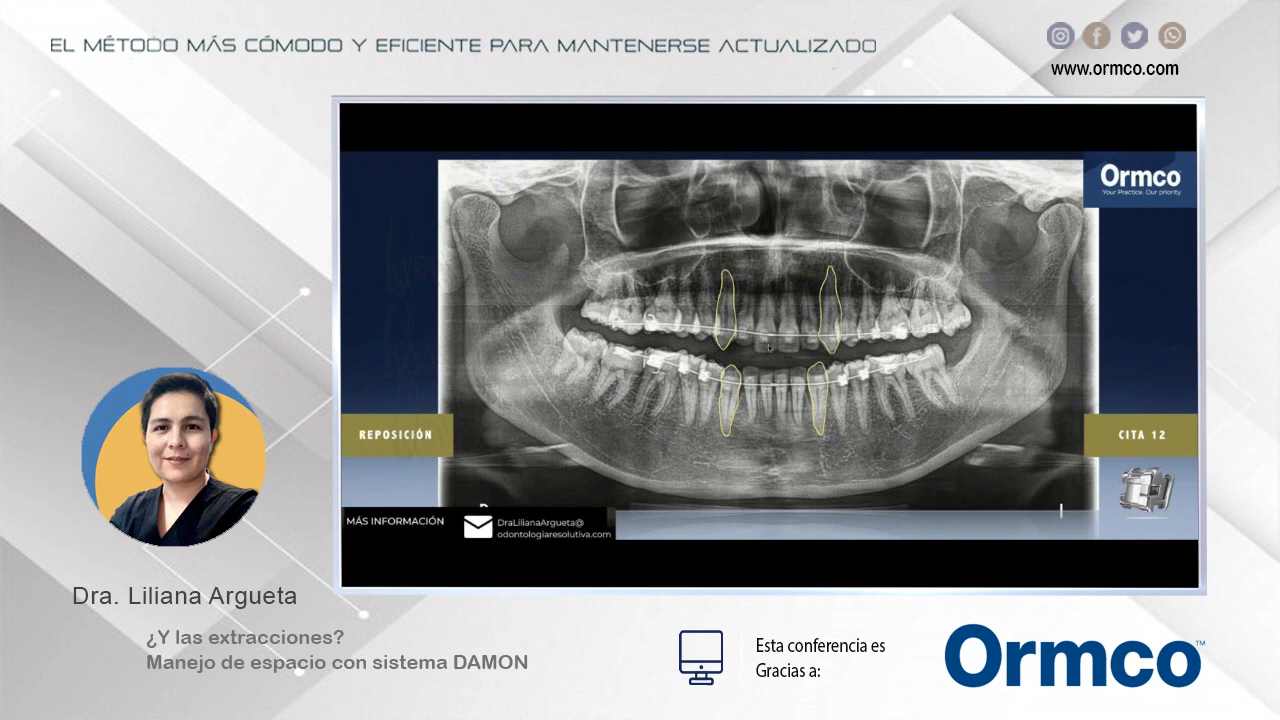 EL MÉTODO MÁS CÓMODO Y EFICIENTE PARA MANTENERSE ACTUALIZADO
www.ormco.com
Ormco
Your Practice. Our priority
REPOSICIÓN
CITA 12
MÁS INFORMACIÓN
DraLilianaArgueta@
odontologiaresolutiva.com
Dra. Liliana Argueta
¿Y las extracciones?
Manejo de espacio con sistema DAMON
Esta conferencia es
Gracias a:
Ormco™